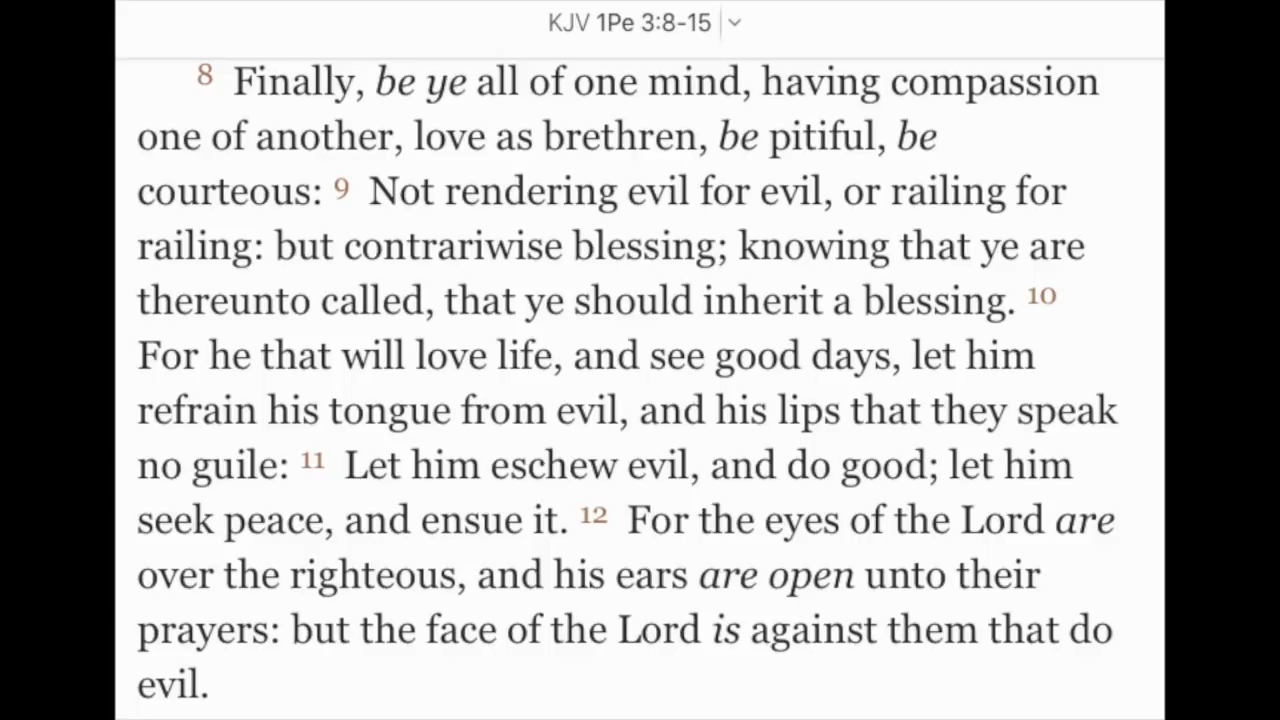 KJV 1Pe 3:8-15
8 Finally, be ye all of one mind, having compassion
one of another, love as brethren, be pitiful, be
courteous: 9 Not rendering evil for evil, or railing for
railing: but contrariwise blessing; knowing that ye are
thereunto called, that ye should inherit a blessing. 10
For he that will love life, and see good days, let him
refrain his tongue from evil, and his lips that they speak
no guile: 11 Let him eschew evil, and do good; let him
seek peace, and ensue it. 12 For the eyes of the Lord are
over the righteous, and his ears are open unto their
prayers: but the face of the Lord is against them that do
evil.